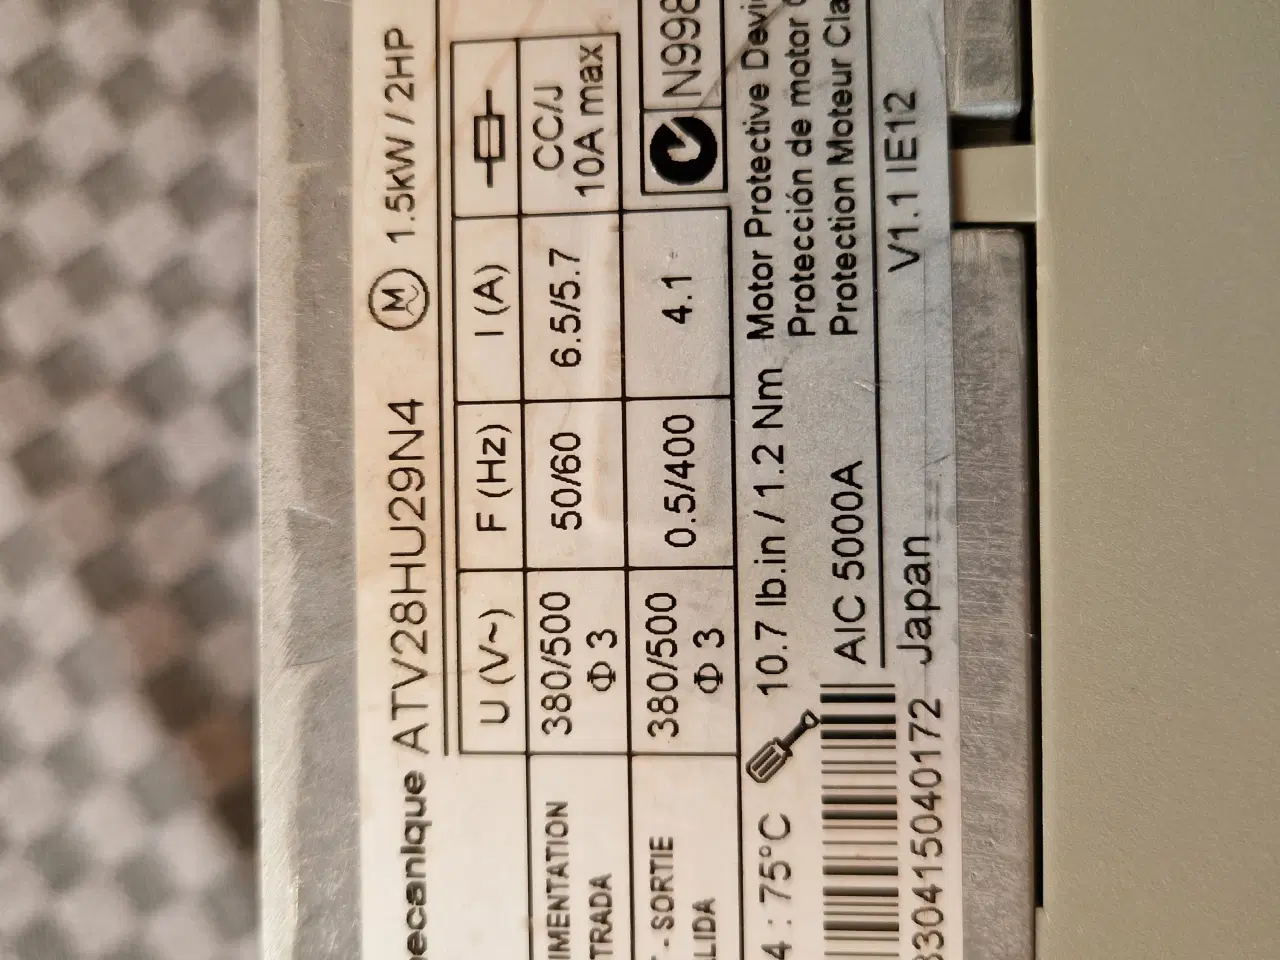 mecanique ATV28HU29N4 M 1.5kW / 2HP
U (V~) F (Hz) I (A)
IMENTATION 380/500 50/60 6.5/5.7 CC/J
TRADA Φ 3 10A max
- SORTIE 380/500 0.5/400 4.1 N998
LIDA Φ 3
4 : 75°C 10.7 lb.in / 1.2 Nm Motor Protective Devi
Protección de motor
AIC 5000A Protection Moteur Cla
V1.1 IE12
330415040172 Japan